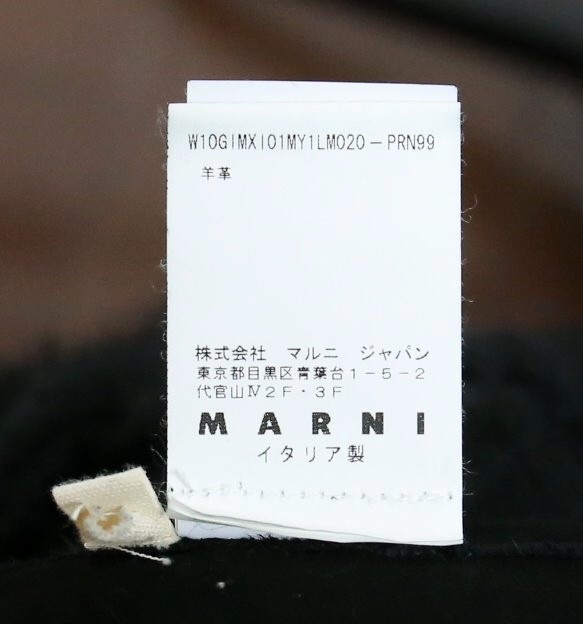 W10GIMXI01MY1LM020-PRN99
羊革
株式会社 マルニ ジャパン
東京都目黒区青葉台1-5-2
代官山Ⅳ2F・3F
MARNI
イタリア製